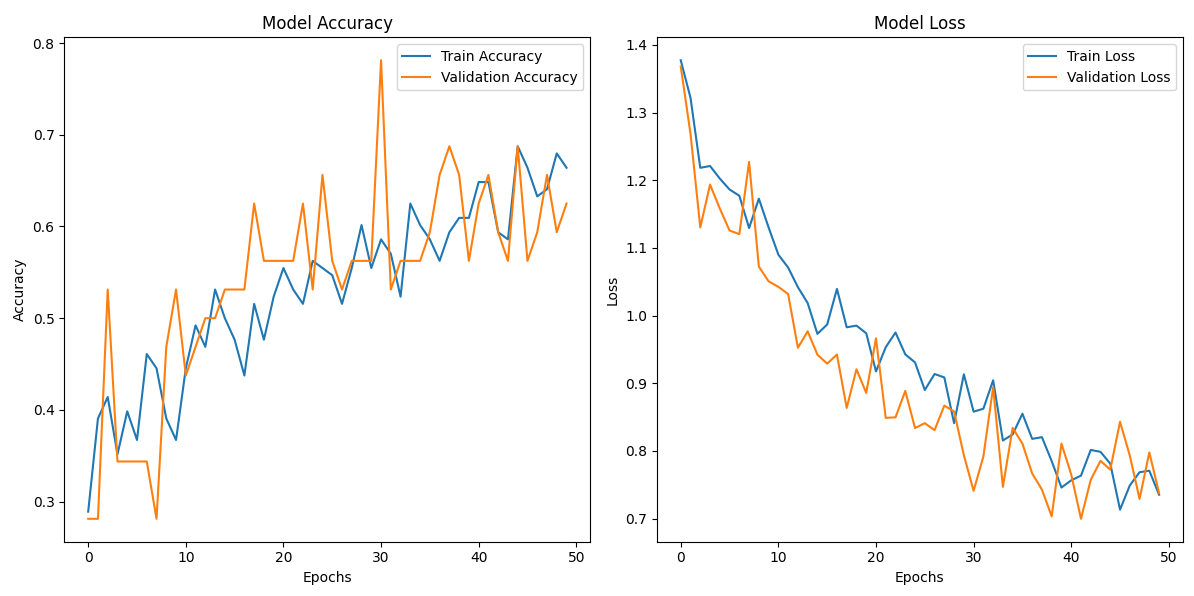 Model Accuracy
Train Accuracy
Validation Accuracy
Accuracy
0.8
0.7
0.6
0.5
0.4
0.3
0 10 20 30 40 50
Epochs
Model Loss
Train Loss
Validation Loss
Loss
1.4
1.3
1.2
1.1
1.0
0.9
0.8
0.7
0 10 20 30 40 50
Epochs